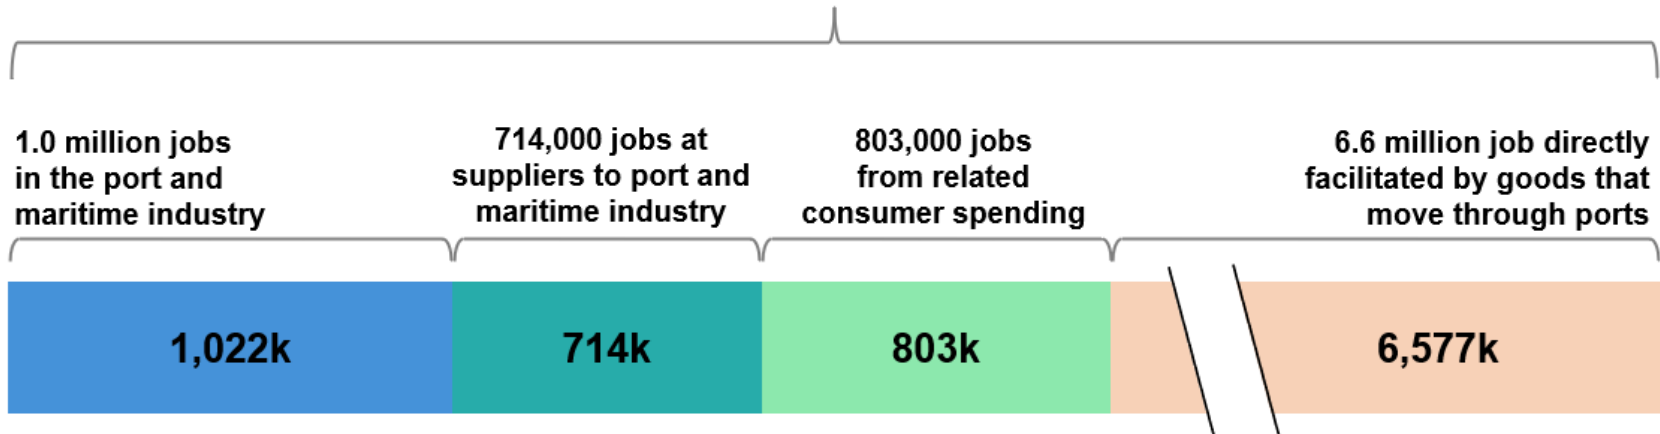 1.0 million jobs
in the port and
maritime industry
714,000 jobs at
suppliers to port and
maritime industry
803,000 jobs
from related
consumer spending
6.6 million job directly
facilitated by goods that
move through ports
1,022k
714k
803k
6,577k